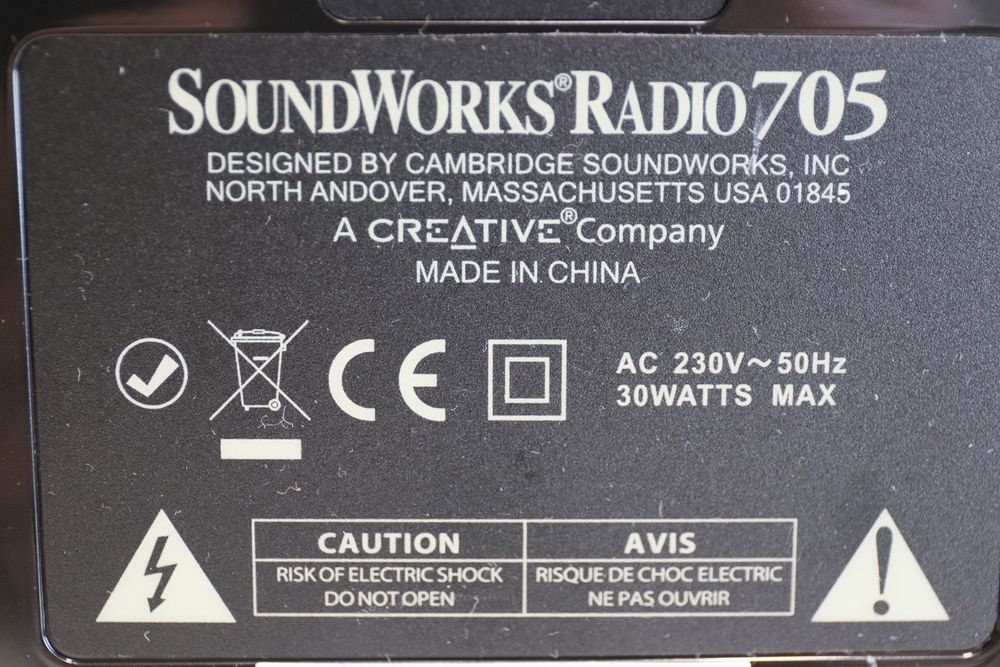 SOUNDWORKS® RADIO 705
DESIGNED BY CAMBRIDGE SOUNDWORKS, INC
NORTH ANDOVER, MASSACHUSETTS USA 01845
A CREATIVE® Company
MADE IN CHINA
CE
AC 230V~50Hz
30WATTS MAX
CAUTION
RISK OF ELECTRIC SHOCK
DO NOT OPEN
AVIS
RISQUE DE CHOC ELECTRIC
NE PAS OUVRIR